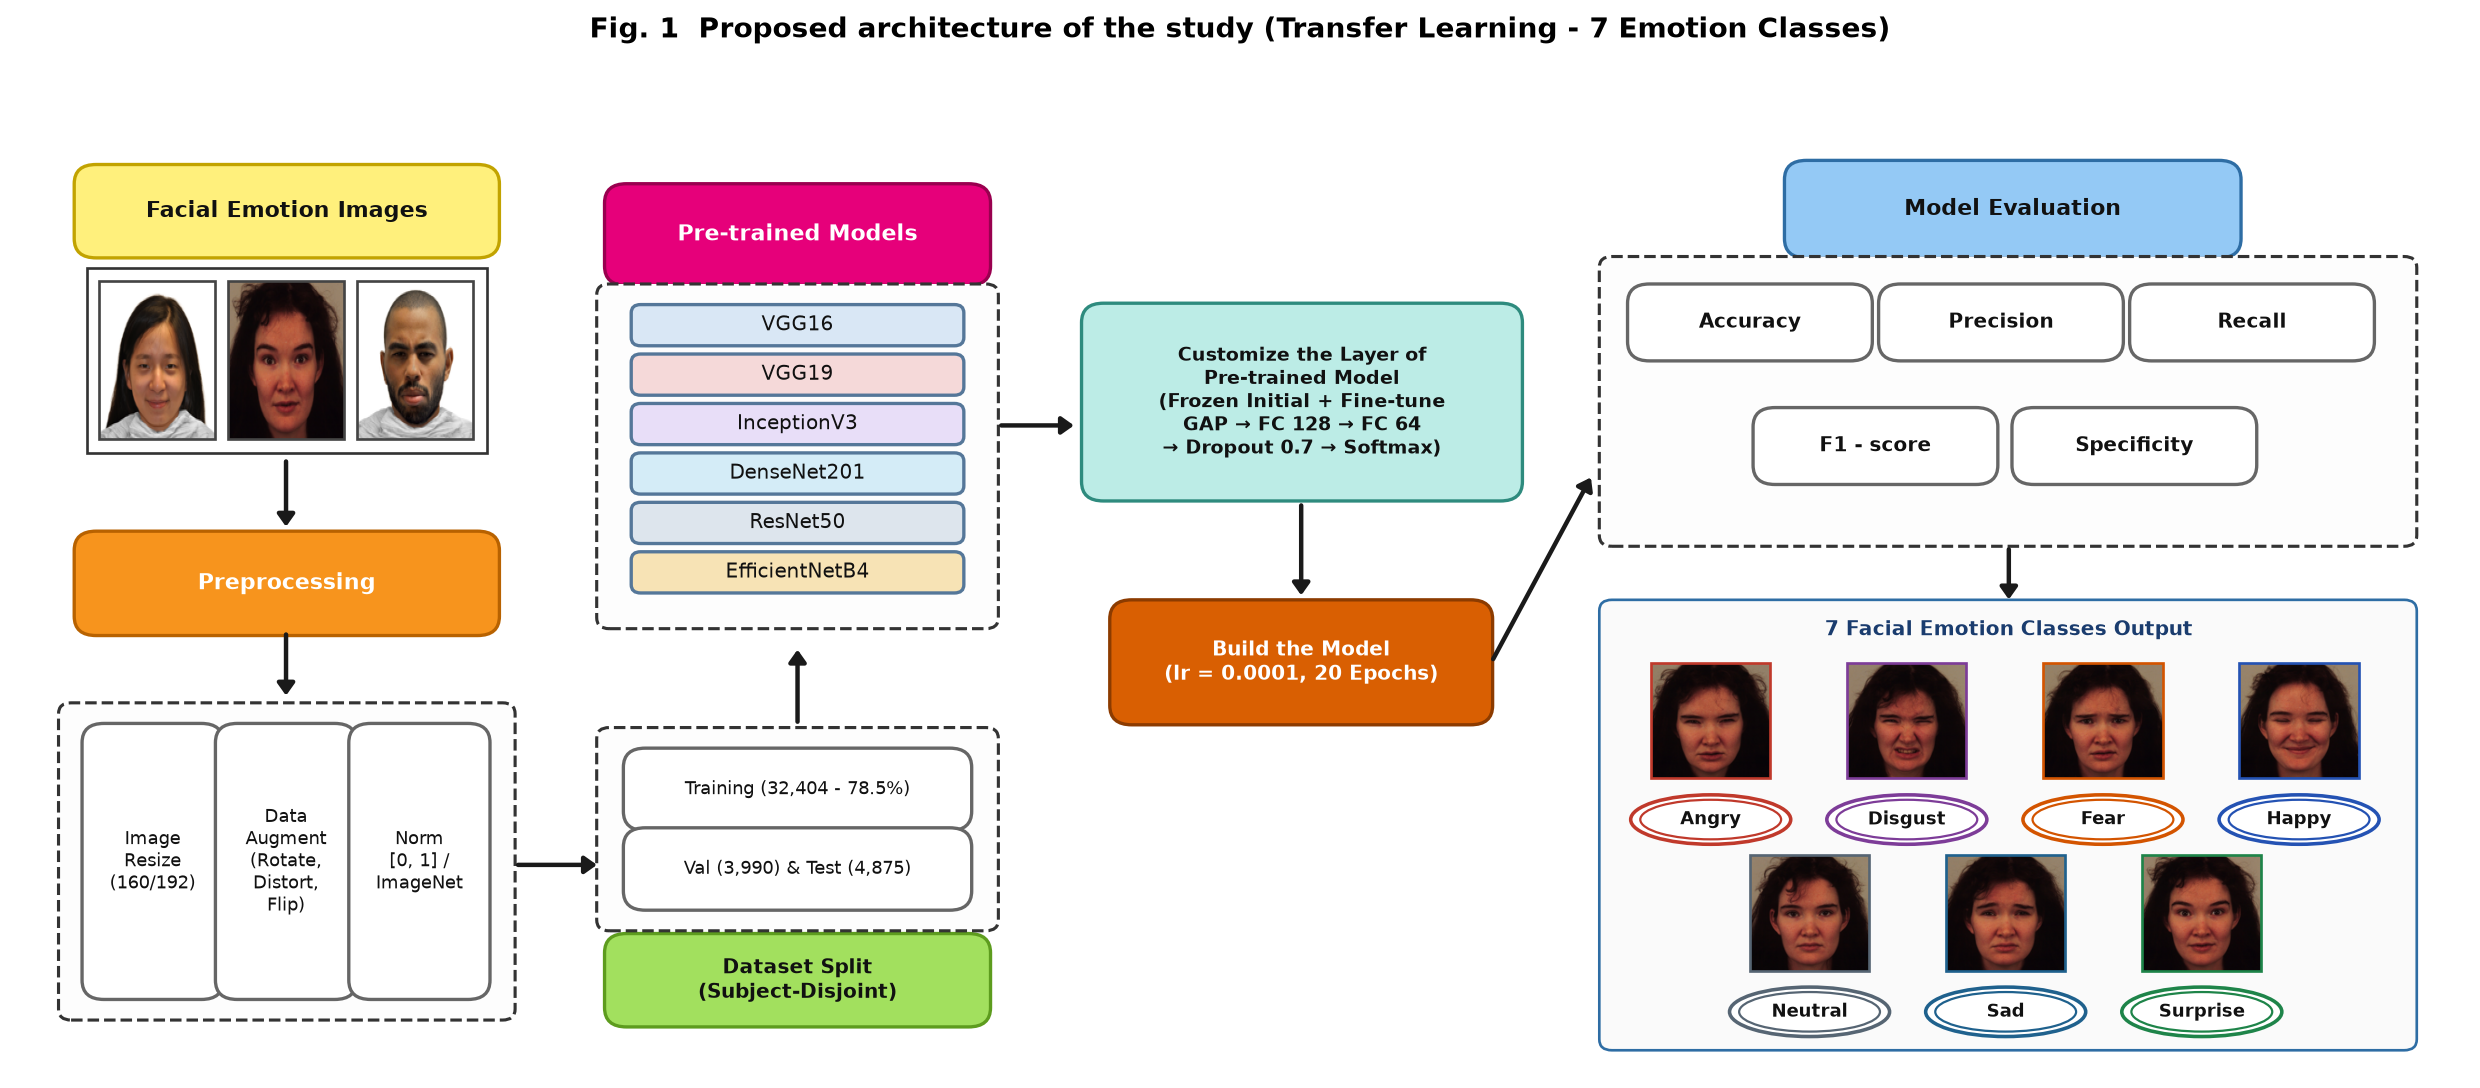 Fig. 1  Proposed architecture of the study (Transfer Learning - 7 Emotion Classes)
Facial Emotion Images
Preprocessing
Image
Resize
(160/192)
Data
Augment
(Rotate,
Distort,
Flip)
Norm
[0, 1] /
ImageNet
Pre-trained Models
VGG16
VGG19
InceptionV3
DenseNet201
ResNet50
EfficientNetB4
Training (32,404 - 78.5%)
Val (3,990) & Test (4,875)
Dataset Split
(Subject-Disjoint)
Customize the Layer of
Pre-trained Model
(Frozen Initial + Fine-tune
GAP → FC 128 → FC 64
→ Dropout 0.7 → Softmax)
Build the Model
(lr = 0.0001, 20 Epochs)
Model Evaluation
Accuracy
Precision
Recall
F1 - score
Specificity
7 Facial Emotion Classes Output
Angry
Disgust
Fear
Happy
Neutral
Sad
Surprise